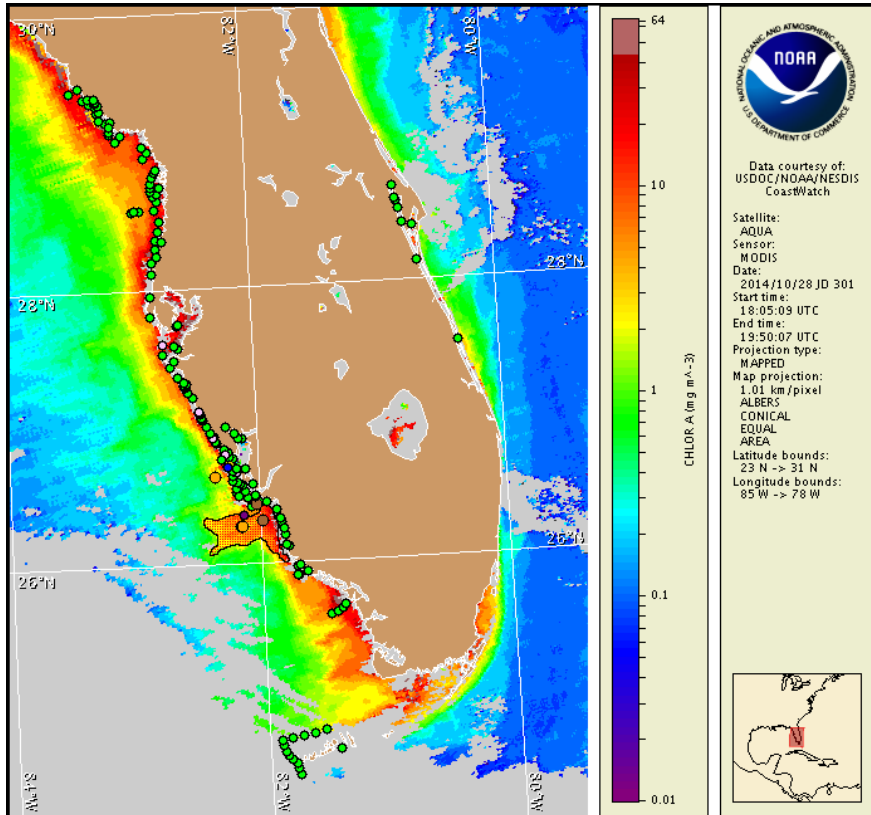 30°N
82°W
80°W
28°N
28°N
26°N
26°N
84°W
82°W
80°W
64
10
1
0.1
0.01
CHLOR A (mg m^-3)
NATIONAL OCEANIC AND ATMOSPHERIC ADMINISTRATION
NOAA
U.S. DEPARTMENT OF COMMERCE
Data courtesy of:
USDOC/NOAA/NESDIS
CoastWatch
Satellite:
AQUA
Sensor:
MODIS
Date:
2014/10/28 JD 301
Start time:
18:05:09 UTC
End time:
19:50:07 UTC
Projection type:
MAPPED
Map projection:
1.01 km/pixel
ALBERS
CONICAL
EQUAL
AREA
Latitude bounds:
23 N -> 31 N
Longitude bounds:
85 W -> 78 W